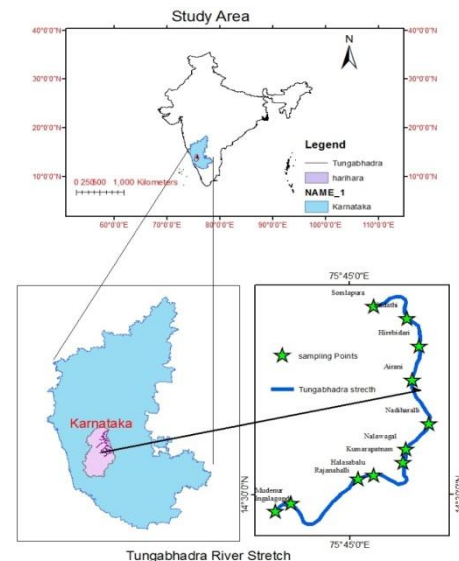 Study Area
40°0'0"N
40°0'0"N
30°0'0"N
30°0'0"N
20°0'0"N
20°0'0"N
10°0'0"N
10°0'0"N
N
Legend
Tungabhadra
harihara
NAME_1
Karnataka
0 250500 1,000 Kilometers
60°0'0"E
70°0'0"E
80°0'0"E
90°0'0"E
100°0'0"E
110°0'0"E
Karnataka
75°45'0"E
Somlapura
Hirebidari
sampling Points
Airani
Tungabhadra strecth
Nadiharalli
Nalawagal
Kumarapatnam
Halasabalu
Rajanahalli
Mudenur
14°30'0"N
75°45'0"E
Tungabhadra River Stretch